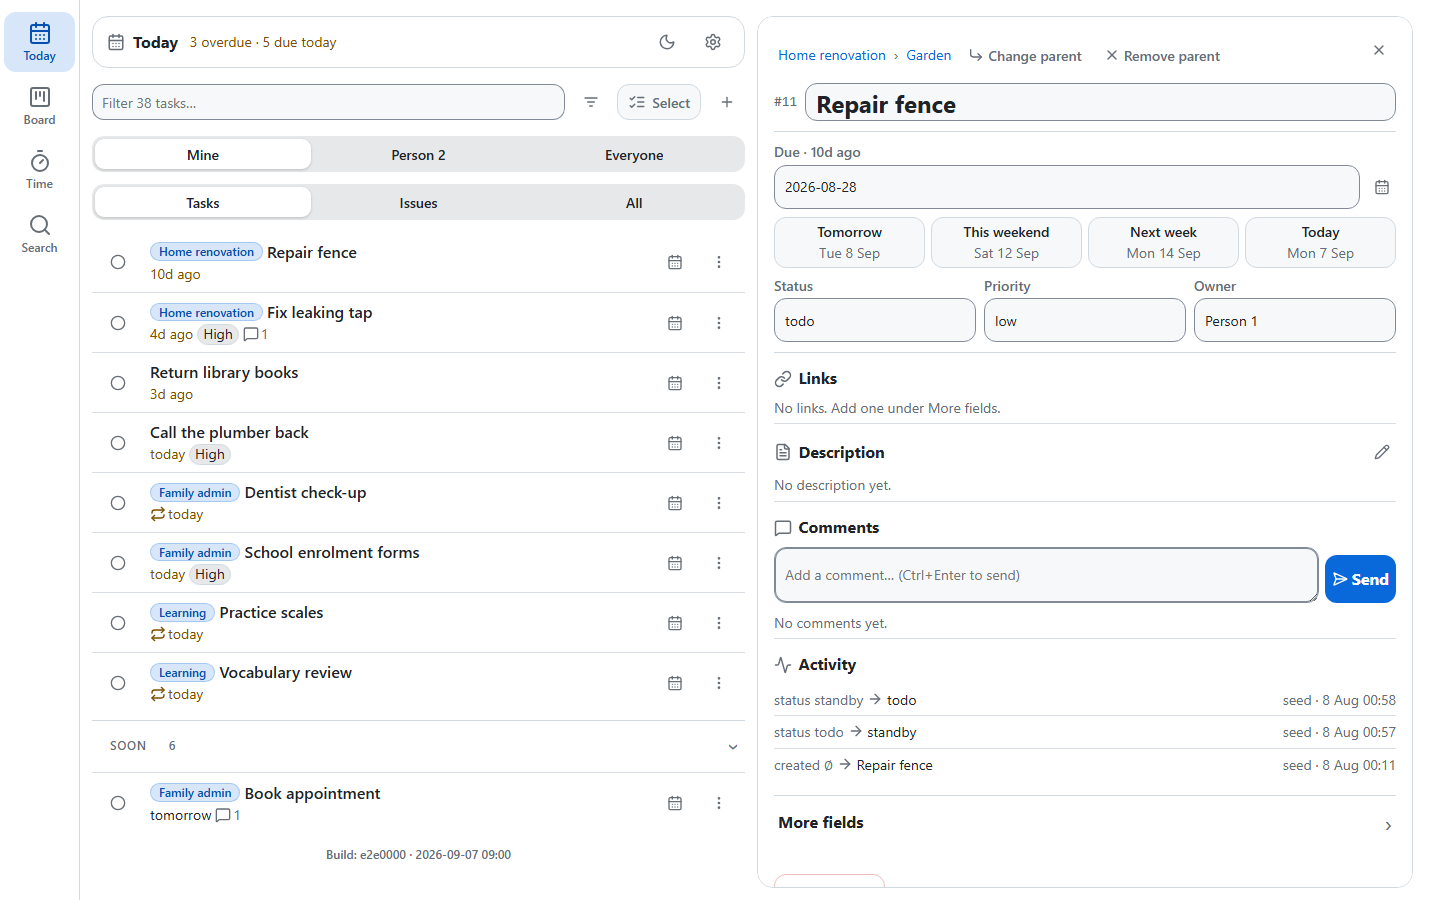 Today
Board
Time
Search
Today 3 overdue · 5 due today
Filter 38 tasks...
Select
Mine Person 2 Everyone
Tasks Issues All
Home renovation Repair fence
10d ago
Home renovation Fix leaking tap
4d ago High 1
Return library books
3d ago
Call the plumber back
today High
Family admin Dentist check-up
today
Family admin School enrolment forms
today High
Learning Practice scales
today
Learning Vocabulary review
today
SOON 6
Family admin Book appointment
tomorrow 1
Build: e2e0000 · 2026-09-07 09:00
Home renovation › Garden Change parent Remove parent
#11 Repair fence
Due · 10d ago
2026-08-28
Tomorrow This weekend Next week Today
Tue 8 Sep Sat 12 Sep Mon 14 Sep Mon 7 Sep
Status Priority Owner
todo low Person 1
Links
No links. Add one under More fields.
Description
No description yet.
Comments
Add a comment... (Ctrl+Enter to send)
Send
No comments yet.
Activity
status standby → todo seed · 8 Aug 00:58
status todo → standby seed · 8 Aug 00:57
created ∅ → Repair fence seed · 8 Aug 00:11
More fields